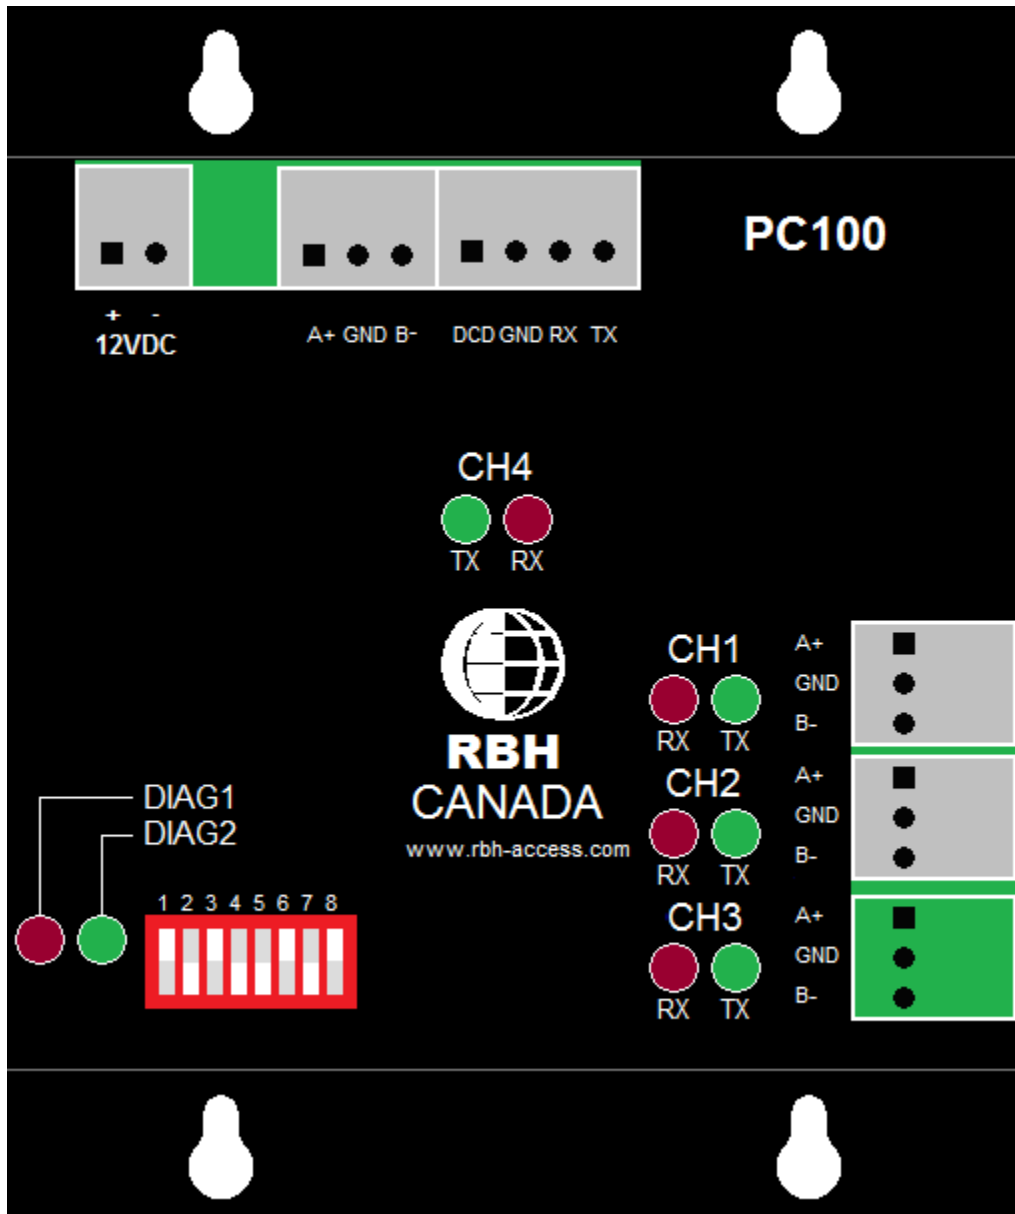 PC100
+ -
12VDC
A+ GND B-
DCD GND RX TX
CH4
TX RX
CH1
RX TX
A+
GND
B-
RBH
CANADA
www.rbh-access.com
CH2
RX TX
A+
GND
B-
DIAG1
DIAG2
1 2 3 4 5 6 7 8
CH3
RX TX
A+
GND
B-